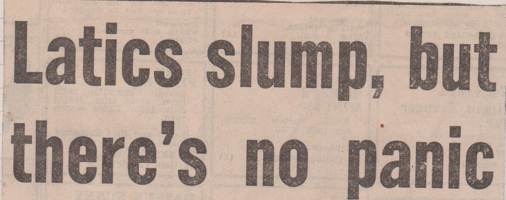 Latics slump, but
there's no panic